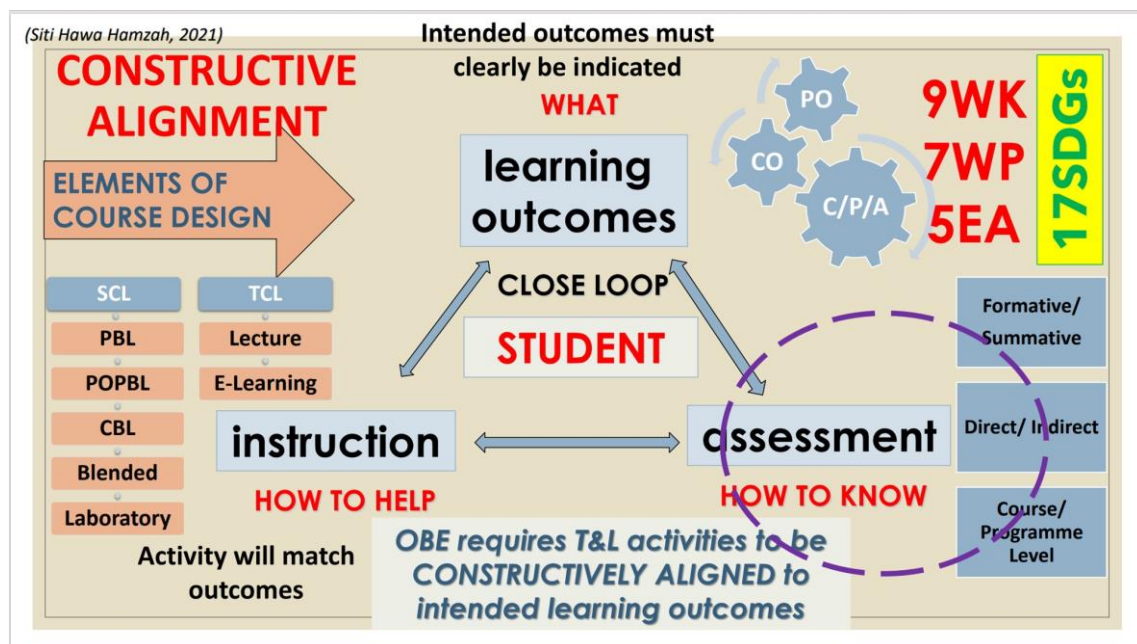 (Siti Hawa Hamzah, 2021)
CONSTRUCTIVE
ALIGNMENT
ELEMENTS OF
COURSE DESIGN
Intended outcomes must
clearly be indicated
WHAT
learning
outcomes
CLOSE LOOP
STUDENT
PO
CO
C/P/A
9WK
7WP
5EA
17SDGs
SCL
PBL
POPBL
CBL
Blended
Laboratory
TCL
Lecture
E-Learning
instruction
HOW TO HELP
Activity will match
outcomes
assessment
HOW TO KNOW
Formative/
Summative
Direct/ Indirect
Course/
Programme
Level
OBE requires T&L activities to be
CONSTRUCTIVELY ALIGNED to
intended learning outcomes